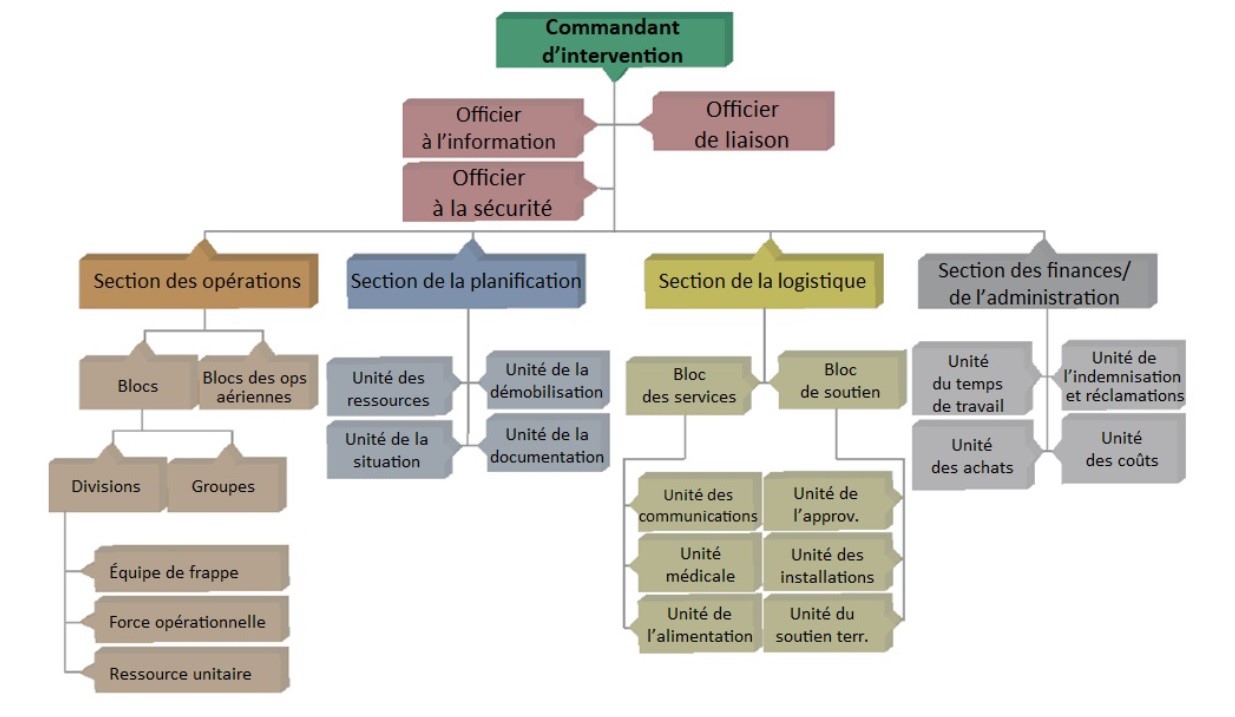 Commandant
d'intervention
Officier
à l'information
Officier
de liaison
Officier
à la sécurité
Section des opérations
Section de la planification
Section de la logistique
Section des finances/
de l'administration
Blocs
Blocs des ops
aériennes
Divisions
Groupes
Équipe de frappe
Force opérationnelle
Ressource unitaire
Unité des
ressources
Unité de la
démobilisation
Unité de la
situation
Unité de la
documentation
Bloc
des services
Bloc
de soutien
Unité des
communications
Unité de
l'approv.
Unité
médicale
Unité des
installations
Unité de
l'alimentation
Unité du
soutien terr.
Unité
du temps
de travail
Unité de
l'indemnisation
et réclamations
Unité
des achats
Unité
des coûts